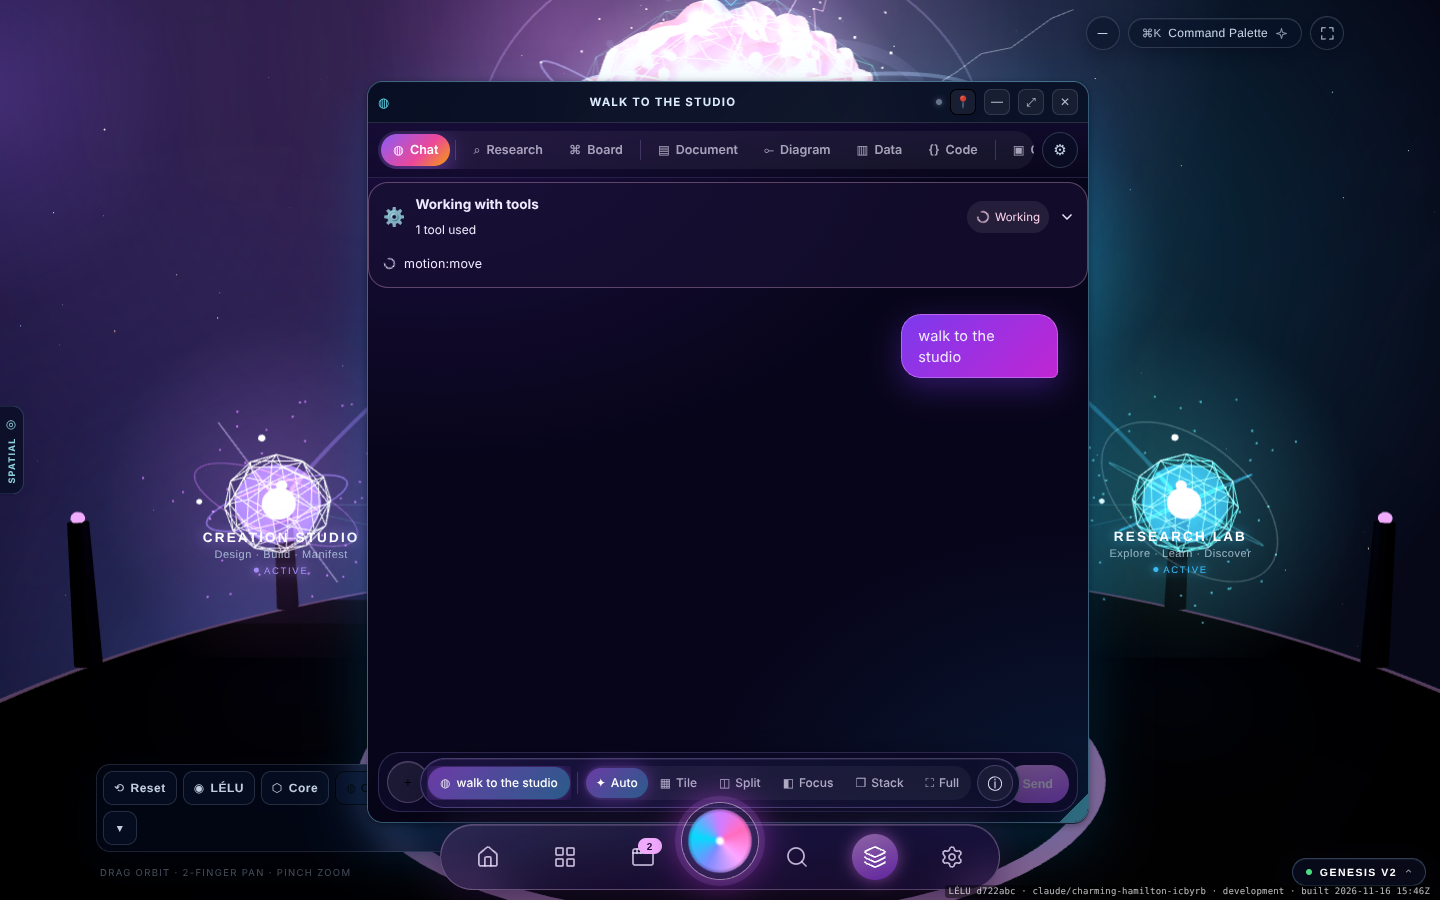 ⌘K Command Palette
WALK TO THE STUDIO
Chat
Research
Board
Document
Diagram
Data
{} Code
Working with tools
1 tool used
Working
motion:move
walk to the
studio
SPATIAL
CREATION STUDIO
Design · Build · Manifest
ACTIVE
RESEARCH LAB
Explore · Learn · Discover
ACTIVE
Reset
LÉLU
Core
walk to the studio
Auto
Tile
Split
Focus
Stack
Full
Send
2
DRAG ORBIT · 2-FINGER PAN · PINCH ZOOM
GENESIS V2
LÉLU d722abc · claude/charming-hamilton-icbyrb · development · built 2026-11-16 15:46Z